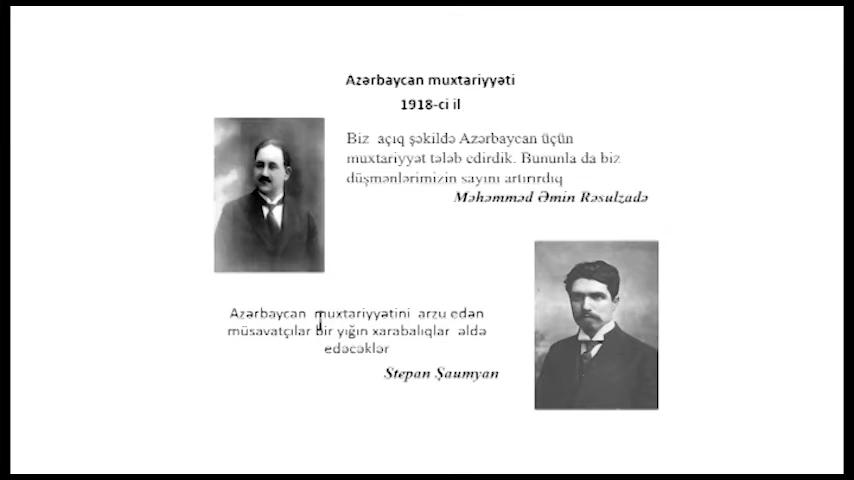 Azərbaycan muxtariyyəti
1918-ci il
Biz açıq şəkildə Azərbaycan üçün
muxtariyyət tələb edirdik. Bununla da biz
düşmənlərimizin sayını artırırdıq
Məhəmməd Əmin Rəsulzadə
Azərbaycan muxtariyyətini arzu edən
müsavatçılar bir yığın xarabalıqlar əldə
edəcəklər
Stepan Şaumyan